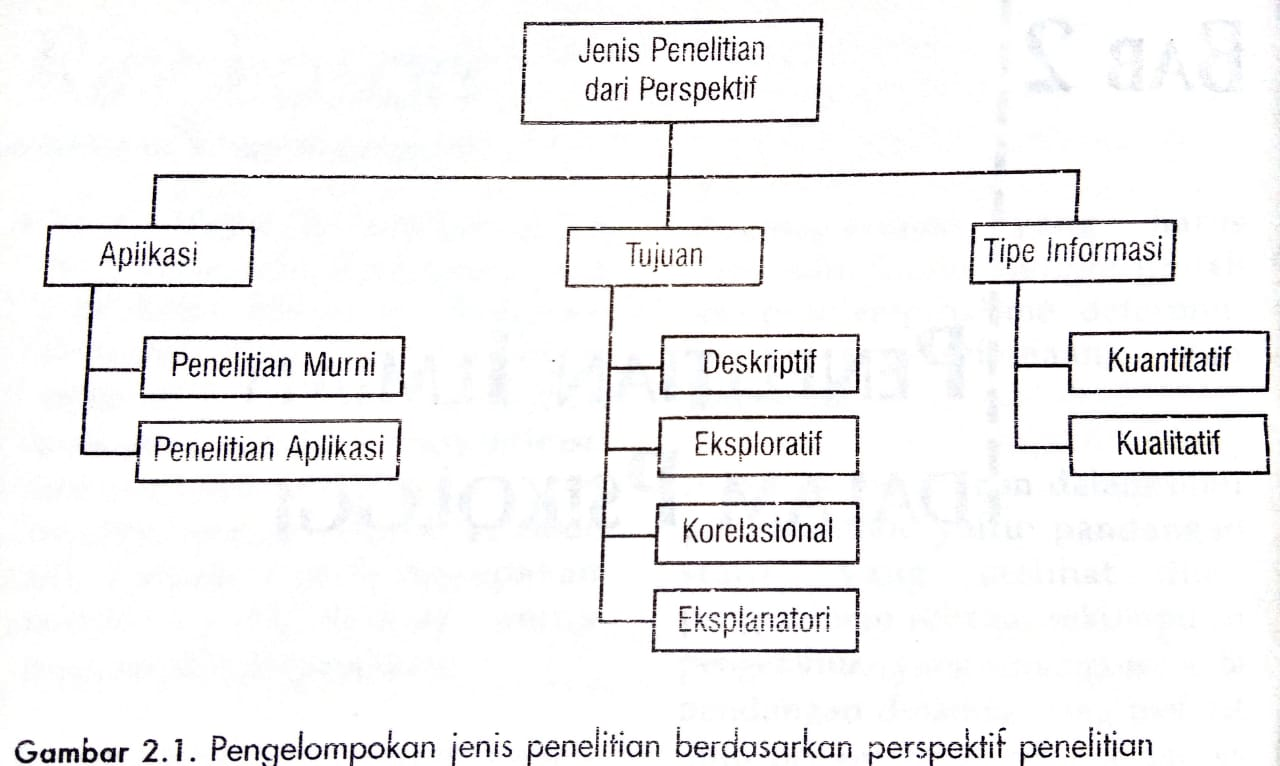 Jenis Penelitian
dari Perspektif
Aplikasi
Tujuan
Tipe Informasi
Penelitian Murni
Penelitian Aplikasi
Deskriptif
Eksploratif
Korelasional
Eksplanatori
Kuantitatif
Kualitatif
Gambar 2.1. Pengelompokan jenis penelitian berdasarkan perspektif penelitian